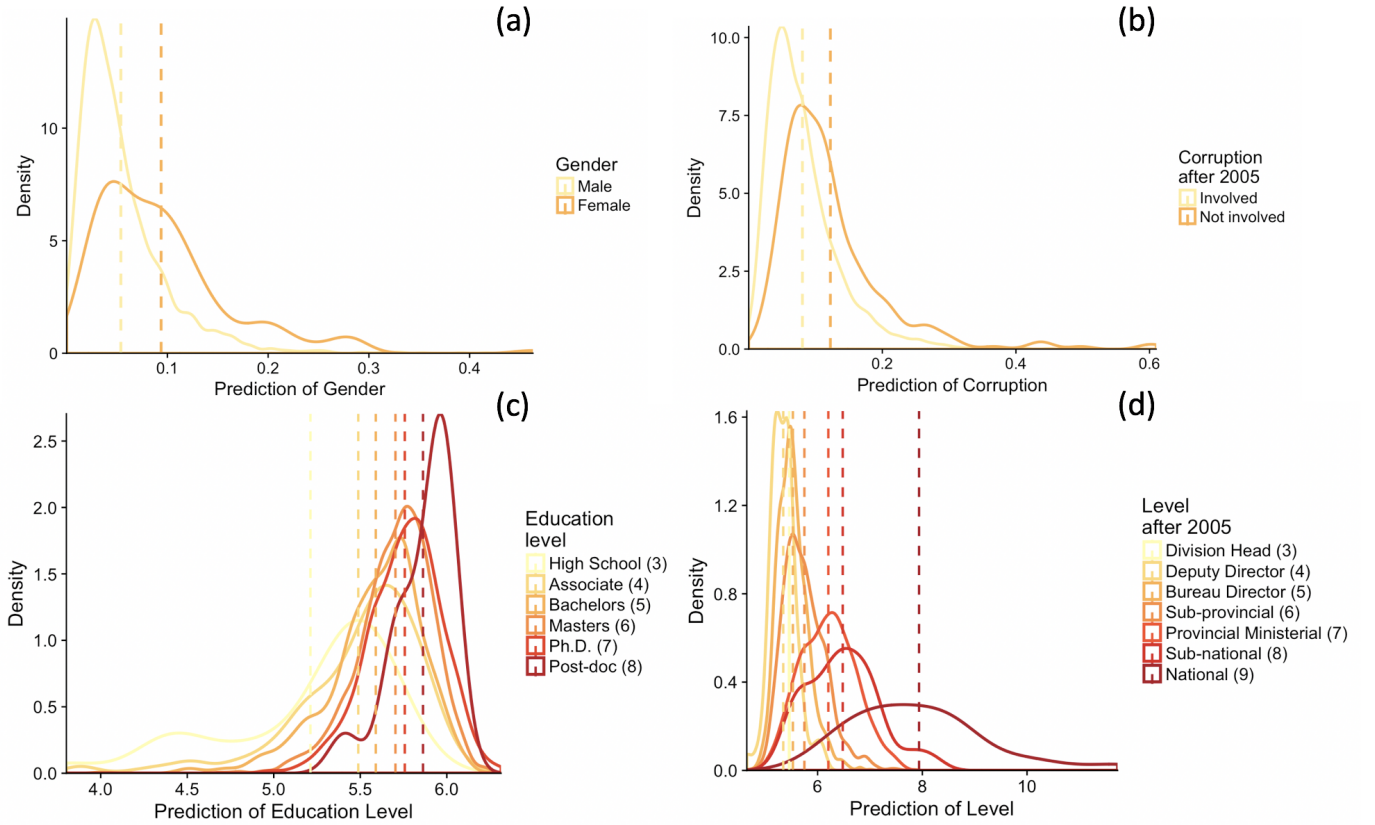 (a)
10
5
0
0.1
0.2
0.3
0.4
Density
Prediction of Gender
Gender
Male
Female
(b)
10.0
7.5
5.0
2.5
0.0
0.2
0.4
0.6
Density
Prediction of Corruption
Corruption
after 2005
Involved
Not involved
(c)
2.5
2.0
1.5
1.0
0.5
0.0
4.0
4.5
5.0
5.5
6.0
Density
Prediction of Education Level
Education
level
High School (3)
Associate (4)
Bachelors (5)
Masters (6)
Ph.D. (7)
Post-doc (8)
(d)
1.6
1.2
0.8
0.4
0.0
6
8
10
Density
Prediction of Level
Level
after 2005
Division Head (3)
Deputy Director (4)
Bureau Director (5)
Sub-provincial (6)
Provincial Ministerial (7)
Sub-national (8)
National (9)